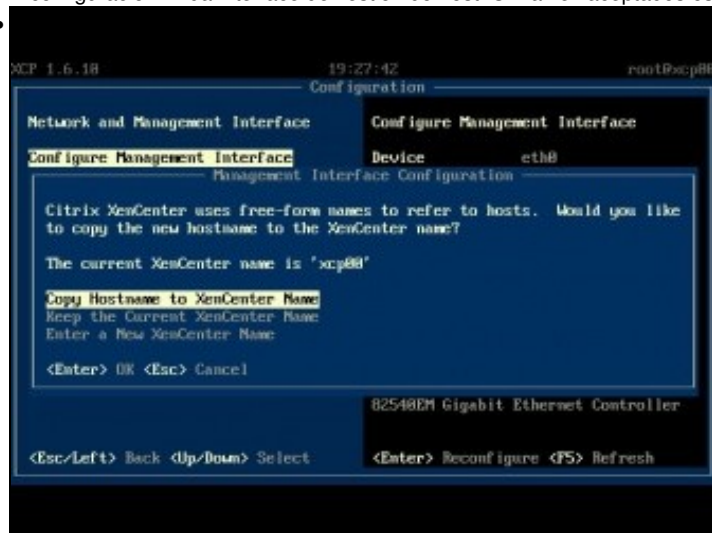 XCP 1.6.10 19:27:42 root@xcp00
Configuration
Network and Management Interface
Configure Management Interface
Configure Management Interface
Device eth0
Management Interface Configuration
Citrix XenCenter uses free-form names to refer to hosts. Would you like
to copy the new hostname to the XenCenter name?
The current XenCenter name is 'xcp00'
Copy Hostname to XenCenter Name
Keep the Current XenCenter Name
Enter a New XenCenter Name
<Enter> OK <Esc> Cancel
82540EM Gigabit Ethernet Controller
<Esc/Left> Back <Up/Down> Select
<Enter> Reconfigure <F5> Refresh